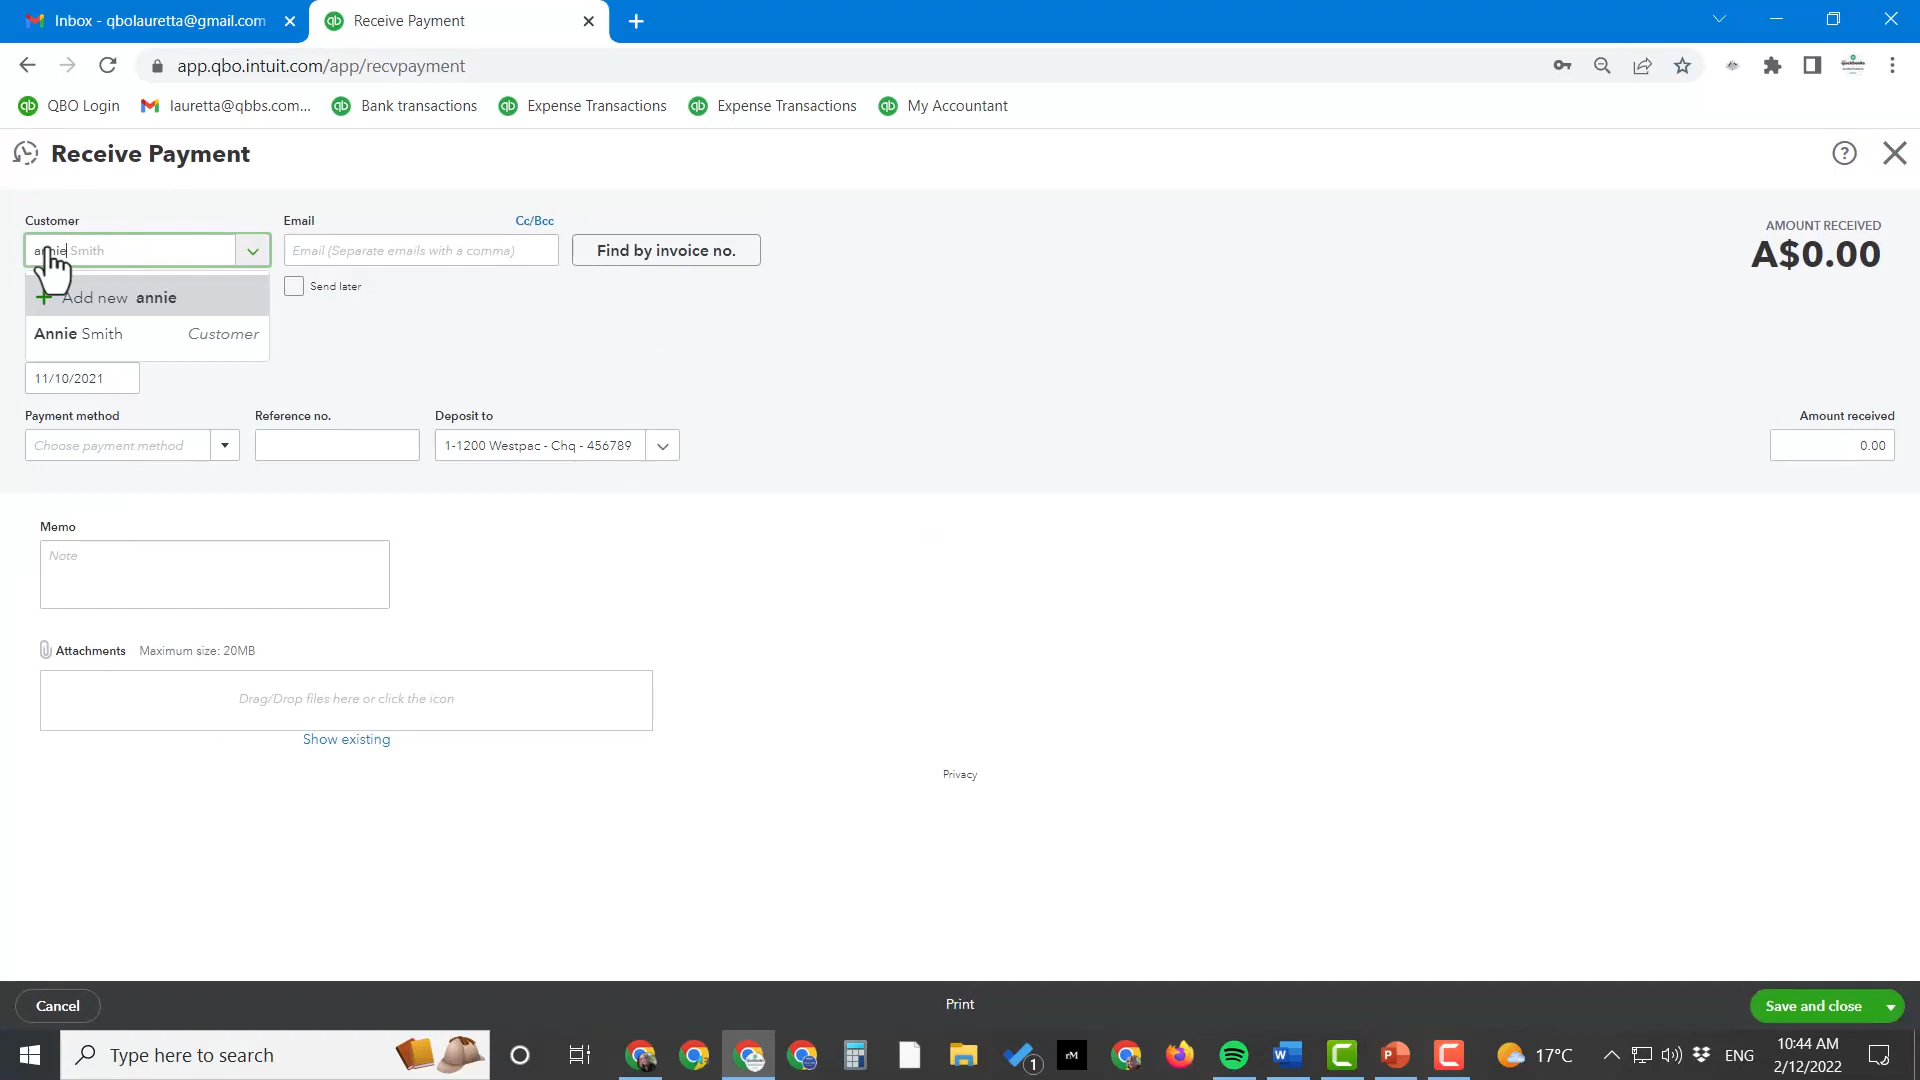 Inbox - qbolauretta@gmail.com
Receive Payment
app.qbo.intuit.com/app/recvpayment
QBO Login
lauretta@qbbs.com...
Bank transactions
Expense Transactions
Expense Transactions
My Accountant
Receive Payment
Customer
Email
Cc/Bcc
AMOUNT RECEIVED
annie Smith
Email (Separate emails with a comma)
Find by invoice no.
A$0.00
Send later
+ Add new annie
Annie Smith
Customer
11/10/2021
Payment method
Reference no.
Deposit to
Amount received
Choose payment method
1-1200 Westpac - Chq - 456789
0.00
Memo
Note
Attachments
Maximum size: 20MB
Drag/Drop files here or click the icon
Show existing
Privacy
Cancel
Print
Save and close
Type here to search
1
rM
17°C
ENG
10:44 AM
2/12/2022